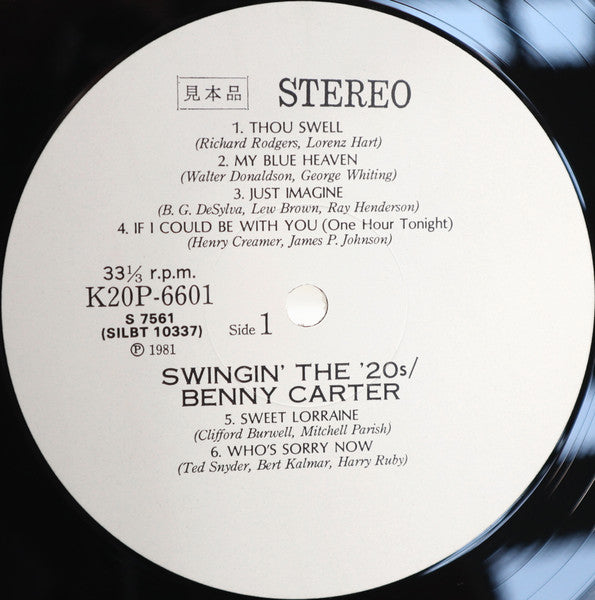 見本品 STEREO
1. THOU SWELL
(Richard Rodgers, Lorenz Hart)
2. MY BLUE HEAVEN
(Walter Donaldson, George Whiting)
3. JUST IMAGINE
(B. G. DeSylva, Lew Brown, Ray Henderson)
4. IF I COULD BE WITH YOU (One Hour Tonight)
(Henry Creamer, James P. Johnson)
33⅓ r.p.m.
K20P-6601
S 7561
(SILBT 10337)
Ⓟ 1981
Side 1
SWINGIN' THE '20s/
BENNY CARTER
5. SWEET LORRAINE
(Clifford Burwell, Mitchell Parish)
6. WHO'S SORRY NOW
(Ted Snyder, Bert Kalmar, Harry Ruby)